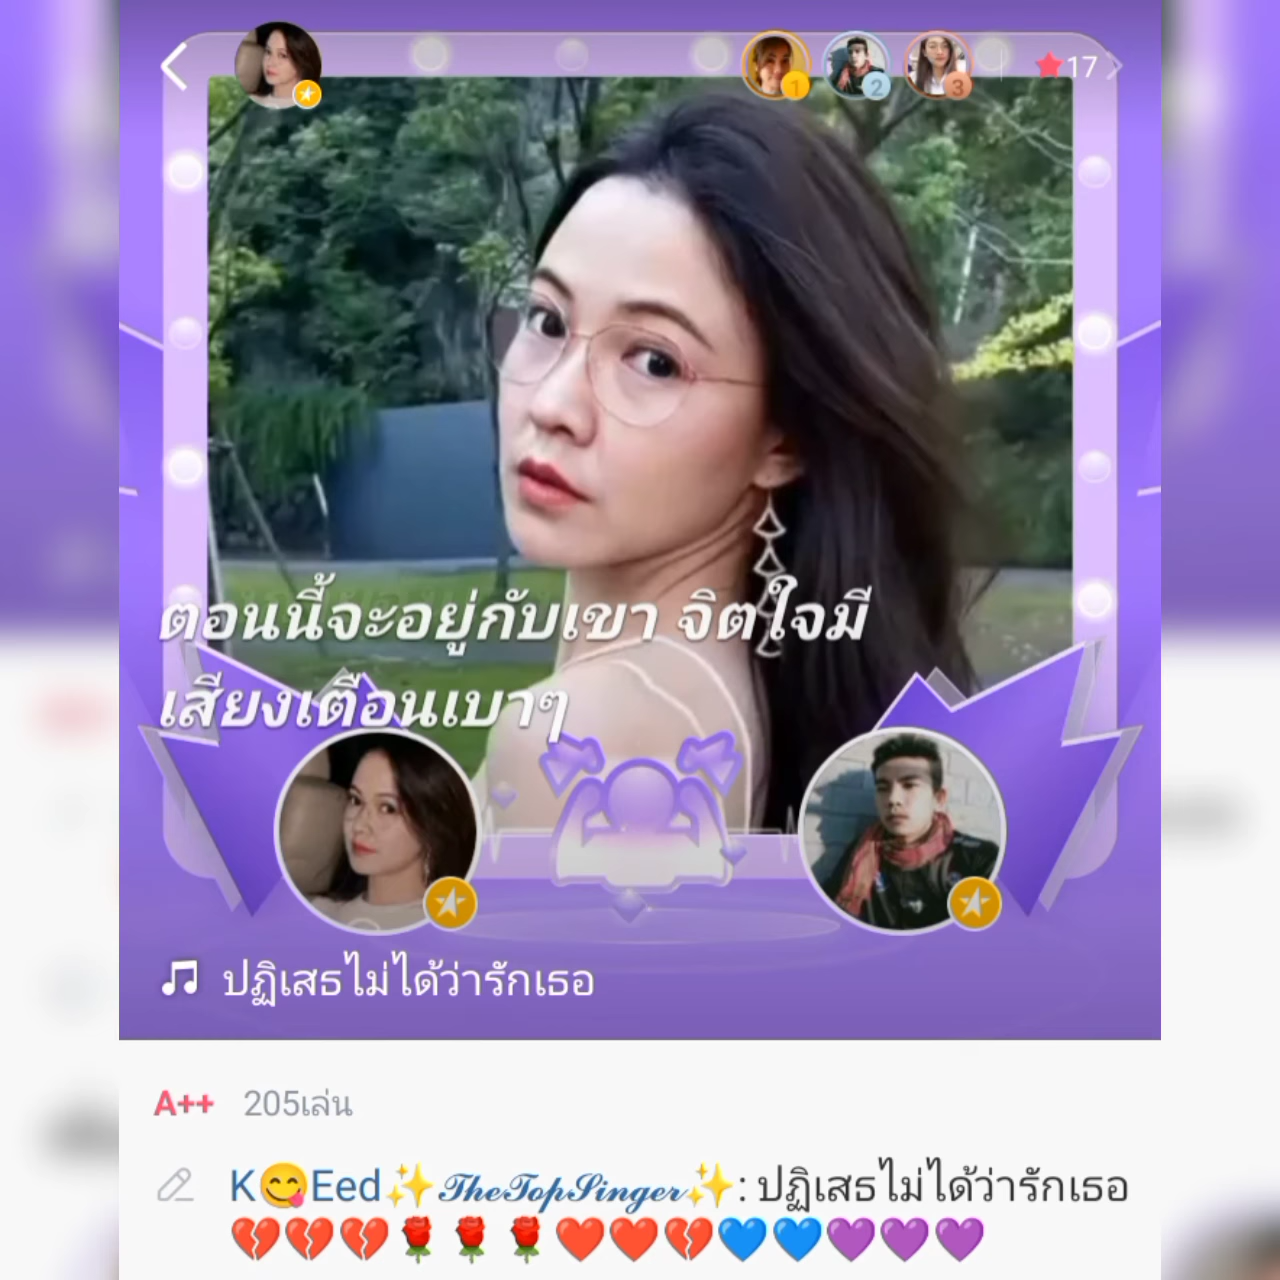 1
2
3
17
ตอนนี้จะอยู่กับเขา จิตใจมี
เสียงเตือนเบาๆ
ปฏิเสธไม่ได้ว่ารักเธอ
A++ 205เล่น
K😋Eed✨𝓣𝓱𝓮𝓣𝓸𝓹𝓢𝓲𝓷𝓰𝓮𝓻✨: ปฏิเสธไม่ได้ว่ารักเธอ
💔💔💔🌹🌹🌹❤️❤️💔💙💙💜💜💜